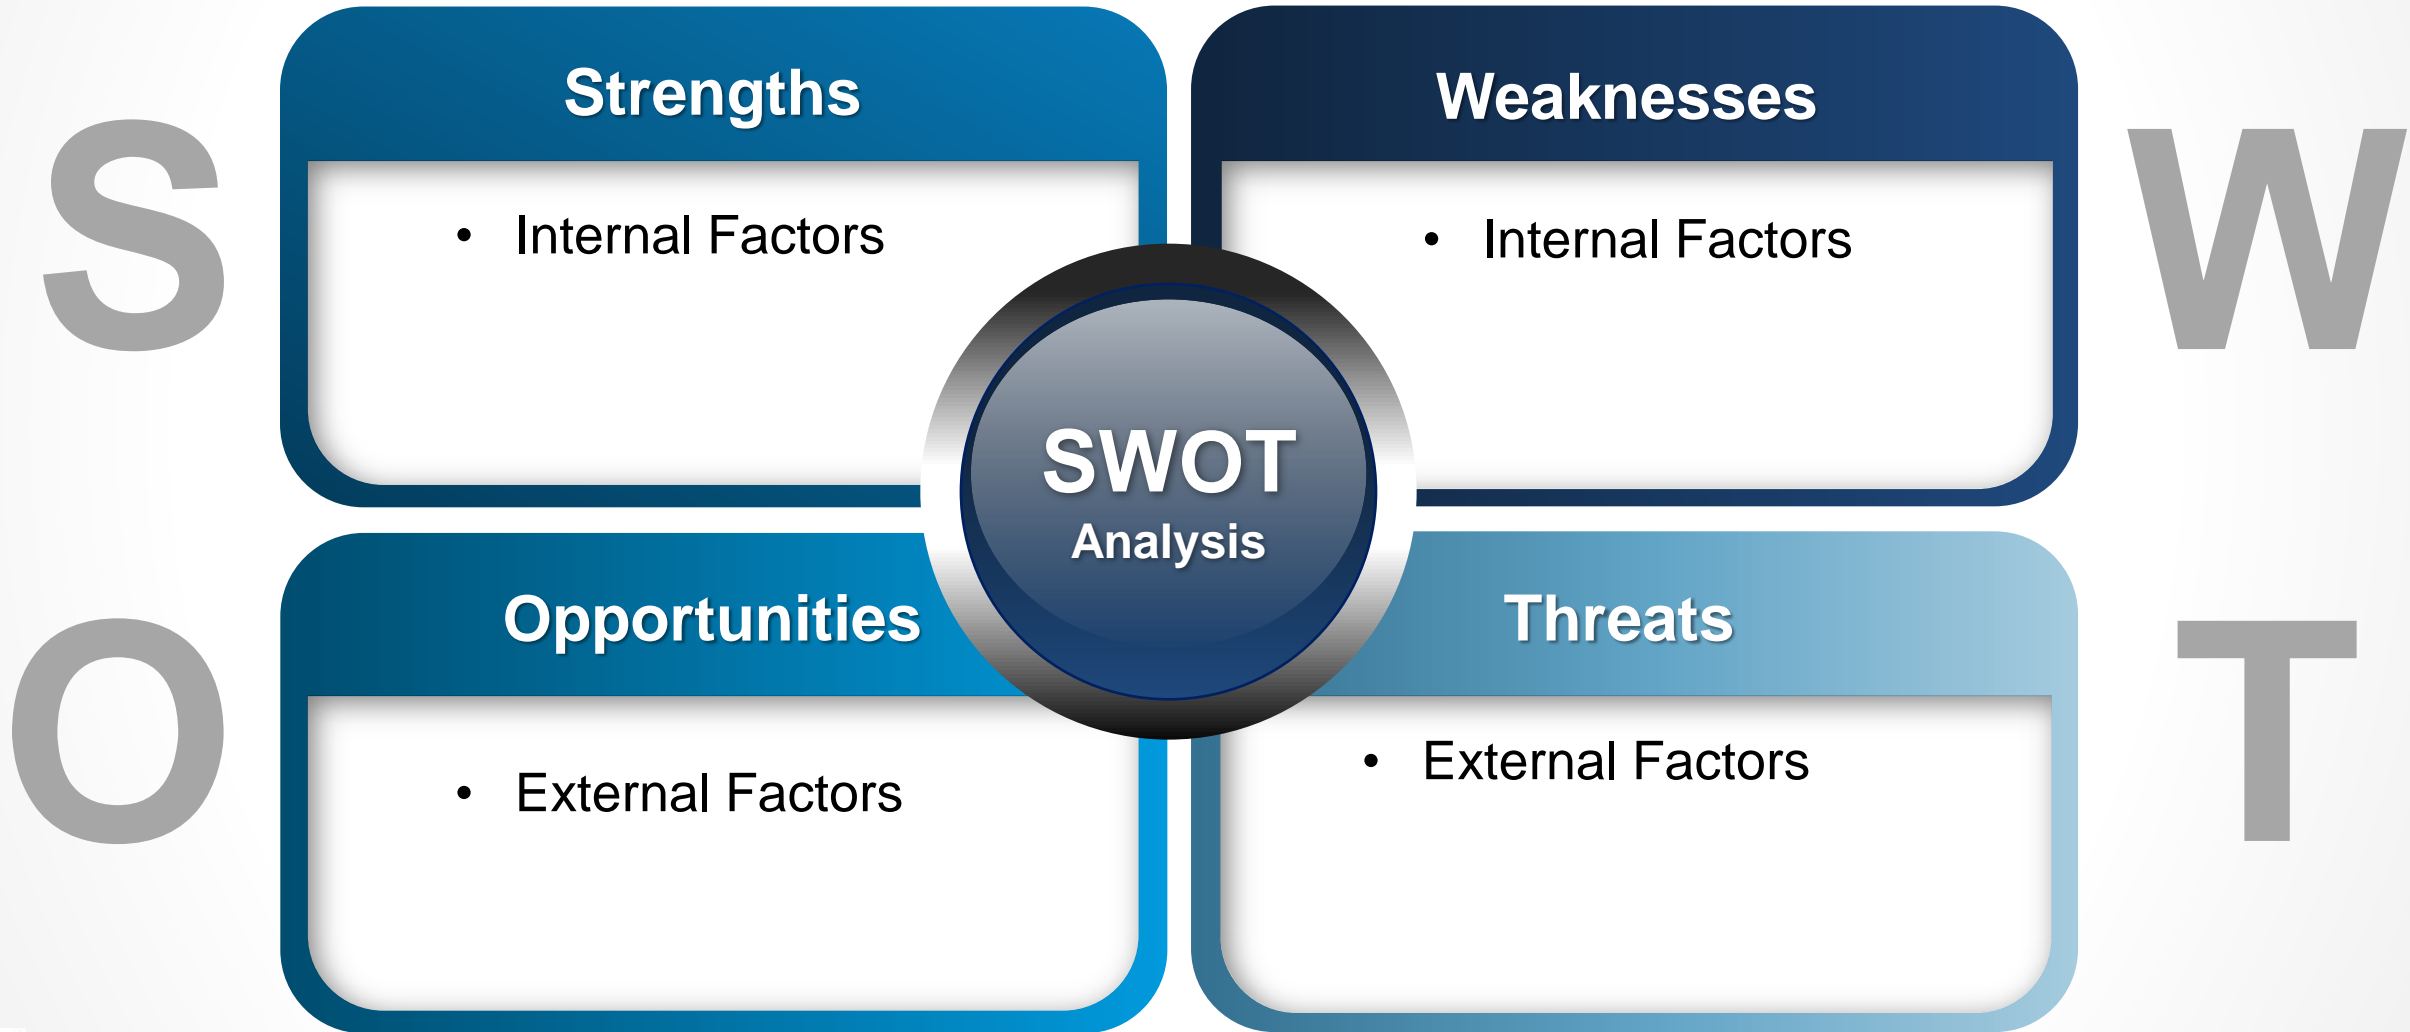 S
Strengths
• Internal Factors
Weaknesses
• Internal Factors
W
SWOT
Analysis
O
Opportunities
• External Factors
Threats
• External Factors
T